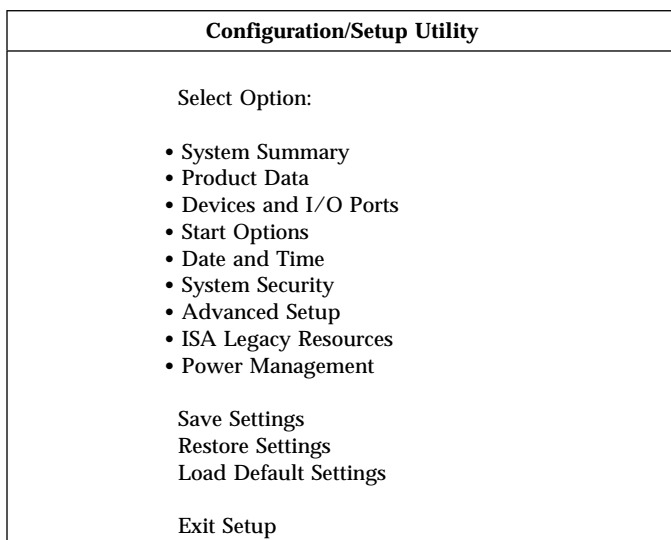 Configuration/Setup Utility
Select Option:
• System Summary
• Product Data
• Devices and I/O Ports
• Start Options
• Date and Time
• System Security
• Advanced Setup
• ISA Legacy Resources
• Power Management
Save Settings
Restore Settings
Load Default Settings
Exit Setup